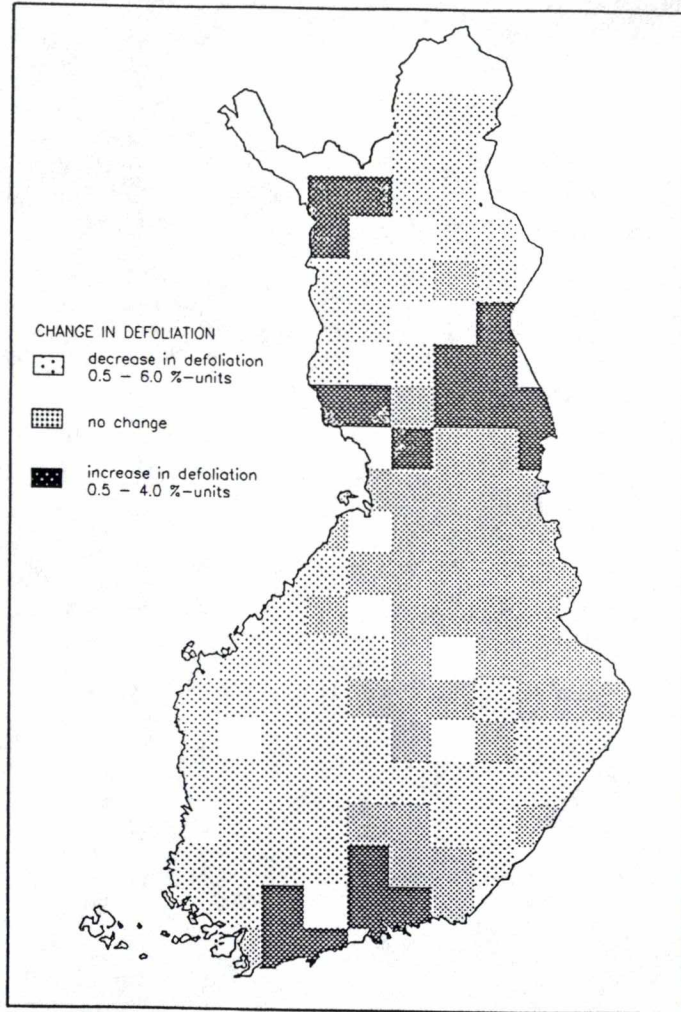 CHANGE IN DEFOLIATION
decrease in defoliation
0.5 – 6.0 %-units
no change
increase in defoliation
0.5 – 4.0 %-units